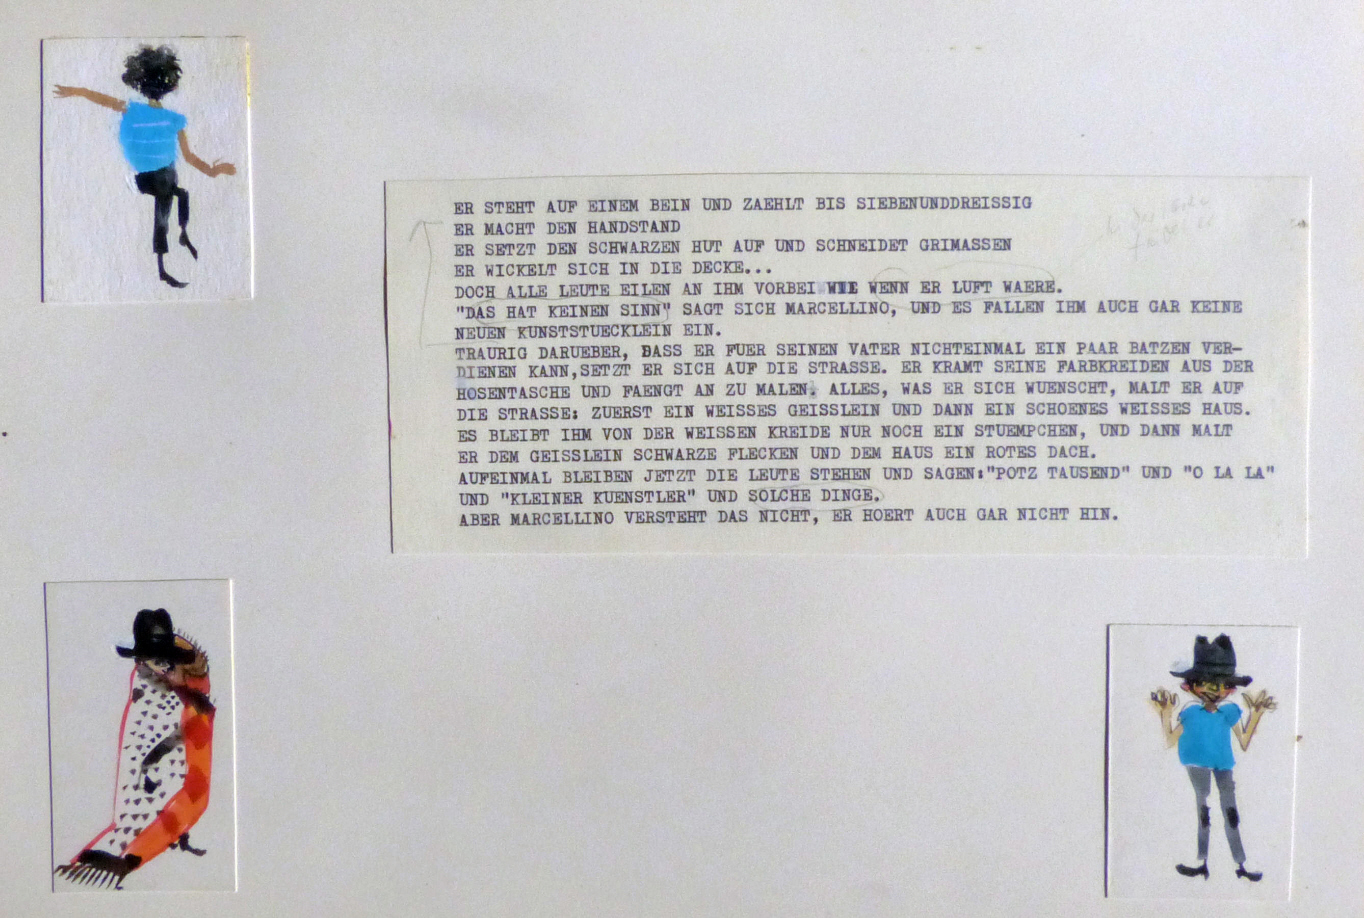 ER STEHT AUF EINEM BEIN UND ZAEHLT BIS SIEBENUNDDREISSIG
ER MACHT DEN HANDSTAND
ER SETZT DEN SCHWARZEN HUT AUF UND SCHNEIDET GRIMASSEN
ER WICKELT SICH IN DIE DECKE...
DOCH ALLE LEUTE EILEN AN IHM VORBEI WIE WENN ER LUFT WAERE.
"DAS HAT KEINEN SINN" SAGT SICH MARCELLINO, UND ES FALLEN IHM AUCH GAR KEINE
NEUEN KUNSTSTUECKLEIN EIN.
TRAURIG DARUEBER, DASS ER FUER SEINEN VATER NICHTEINMAL EIN PAAR BATZEN VER-
DIENEN KANN,SETZT ER SICH AUF DIE STRASSE. ER KRAMT SEINE FARBKREIDEN AUS DER
HOSENTASCHE UND FAENGT AN ZU MALEN. ALLES, WAS ER SICH WUENSCHT, MALT ER AUF
DIE STRASSE: ZUERST EIN WEISSES GEISSLEIN UND DANN EIN SCHOENES WEISSES HAUS.
ES BLEIBT IHM VON DER WEISSEN KREIDE NUR NOCH EIN STUEMPCHEN, UND DANN MALT
ER DEM GEISSLEIN SCHWARZE FLECKEN UND DEM HAUS EIN ROTES DACH.
AUFEINMAL BLEIBEN JETZT DIE LEUTE STEHEN UND SAGEN:"POTZ TAUSEND" UND "O LA LA"
UND "KLEINER KUENSTLER" UND SOLCHE DINGE.
ABER MARCELLINO VERSTEHT DAS NICHT, ER HOERT AUCH GAR NICHT HIN.